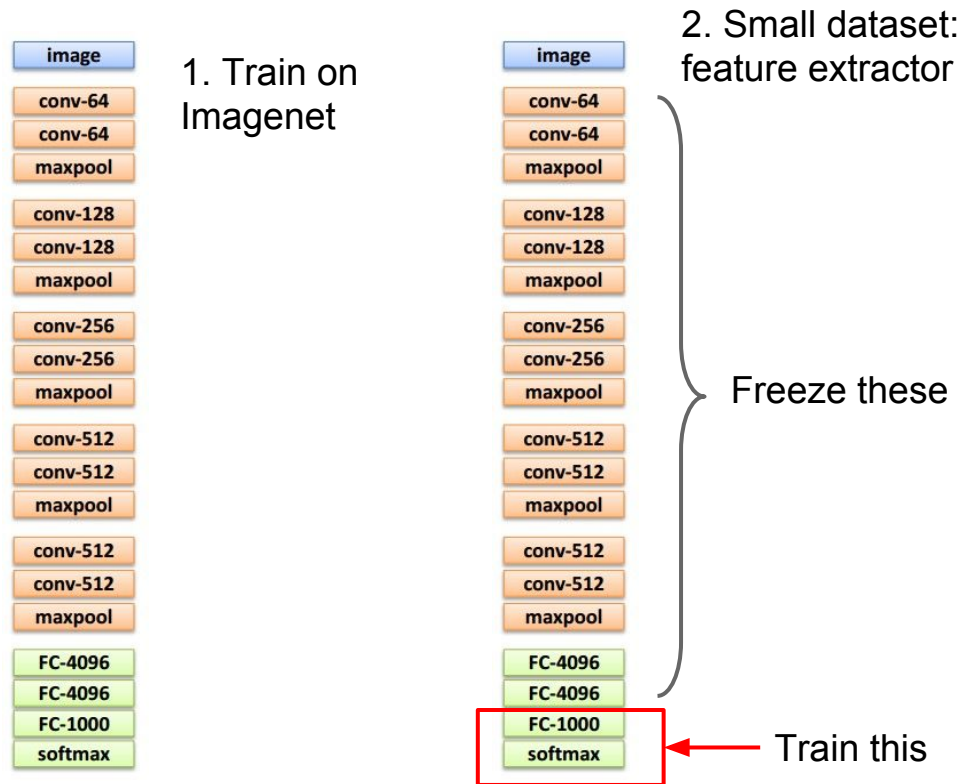 image
conv-64
conv-64
maxpool
conv-128
conv-128
maxpool
conv-256
conv-256
maxpool
conv-512
conv-512
maxpool
conv-512
conv-512
maxpool
FC-4096
FC-4096
FC-1000
softmax
1. Train on
Imagenet
image
conv-64
conv-64
maxpool
conv-128
conv-128
maxpool
conv-256
conv-256
maxpool
conv-512
conv-512
maxpool
conv-512
conv-512
maxpool
FC-4096
FC-4096
FC-1000
softmax
2. Small dataset:
feature extractor
Freeze these
Train this